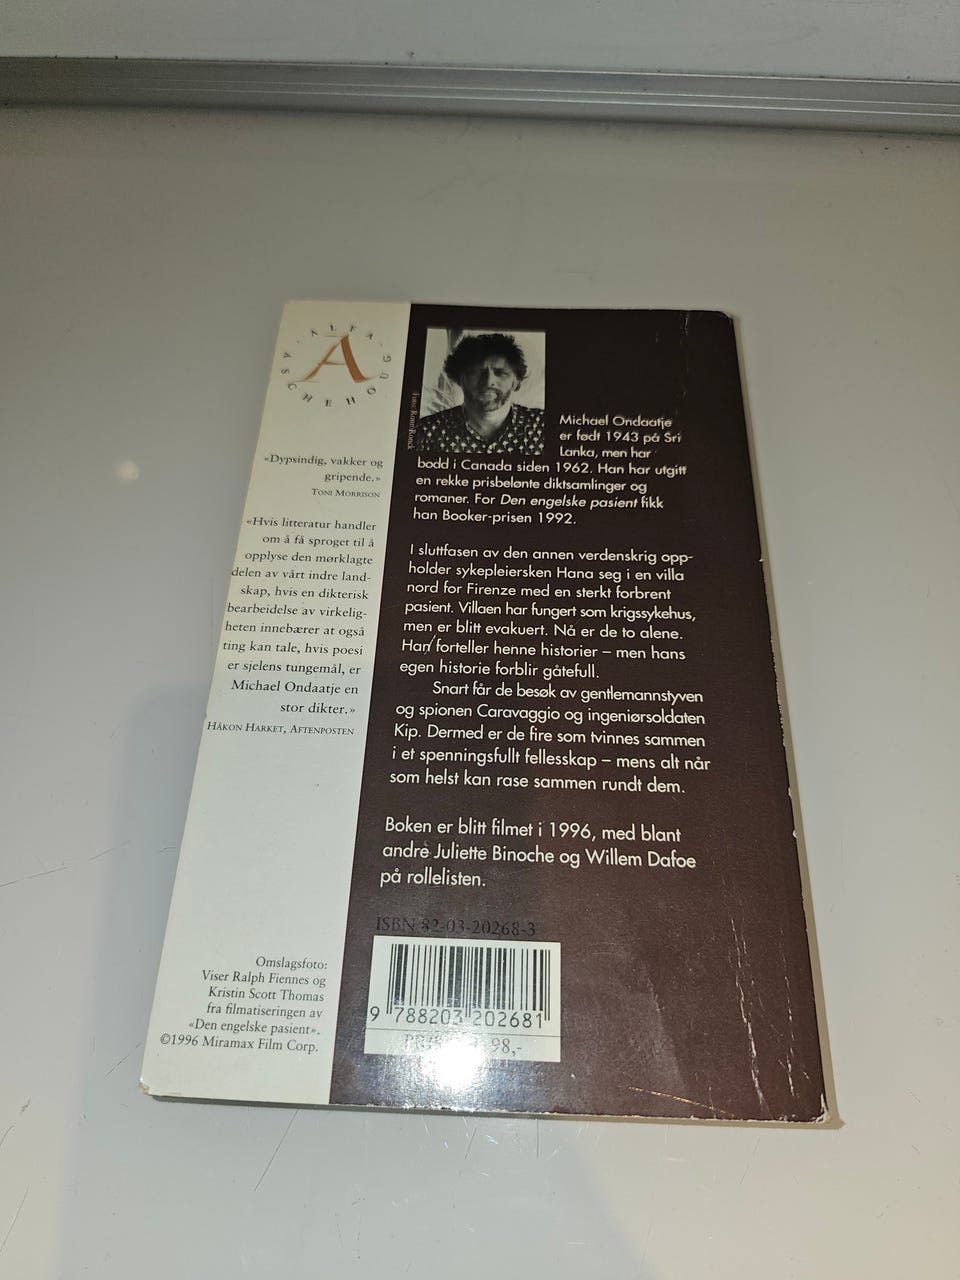 ALFA · ASCHEHOUG ·
A
«Dypsindig, vakker og
gripende.»
TONI MORRISON
«Hvis litteratur handler
om å få sproget til å
opplyse den mørklagte
delen av vårt indre land-
skap, hvis en dikterisk
bearbeidelse av virkelig-
heten innebærer at også
ting kan tale, hvis poesi
er sjelens tungemål, er
Michael Ondaatje en
stor dikter.»
HÅKON HARKET, AFTENPOSTEN
Omslagsfoto:
Viser Ralph Fiennes og
Kristin Scott Thomas
fra filmatiseringen av
«Den engelske pasient».
©1996 Miramax Film Corp.
Foto:
Michael Ondaatje
er født 1943 på Sri
Lanka, men har
bodd i Canada siden 1962. Han har utgitt
en rekke prisbelønte diktsamlinger og
romaner. For Den engelske pasient fikk
han Booker-prisen 1992.
I sluttfasen av den annen verdenskrig opp-
holder sykepleiersken Hana seg i en villa
nord for Firenze med en sterkt forbrent
pasient. Villaen har fungert som krigssykehus,
men er blitt evakuert. Nå er de to alene.
Han forteller henne historier – men hans
egen historie forblir gåtefull.
Snart får de besøk av gentlemannstyven
og spionen Caravaggio og ingeniørsoldaten
Kip. Dermed er de fire som tvinnes sammen
i et spenningsfullt fellesskap – mens alt når
som helst kan rase sammen rundt dem.
Boken er blitt filmet i 1996, med blant
andre Juliette Binoche og Willem Dafoe
på rollelisten.
ISBN 82-03-20268-3
9 788203 202681
98,-